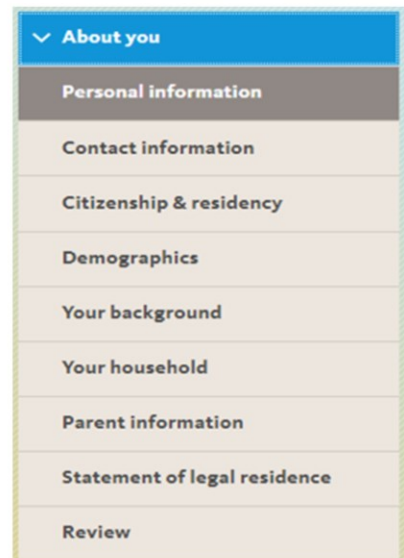 About you
Personal information
Contact information
Citizenship & residency
Demographics
Your background
Your household
Parent information
Statement of legal residence
Review